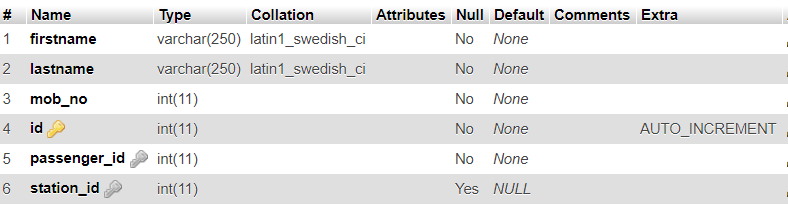 # Name Type Collation Attributes Null Default Comments Extra
1 firstname varchar(250) latin1_swedish_ci No None
2 lastname varchar(250) latin1_swedish_ci No None
3 mob_no int(11) No None
4 id int(11) No None AUTO_INCREMENT
5 passenger_id int(11) No None
6 station_id int(11) Yes NULL